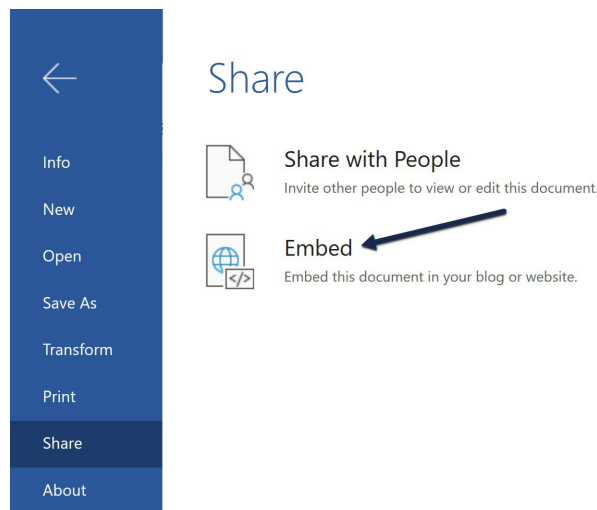 Share
Info
New
Open
Save As
Transform
Print
Share
About
Share with People
Invite other people to view or edit this document.
Embed
</>
Embed this document in your blog or website.